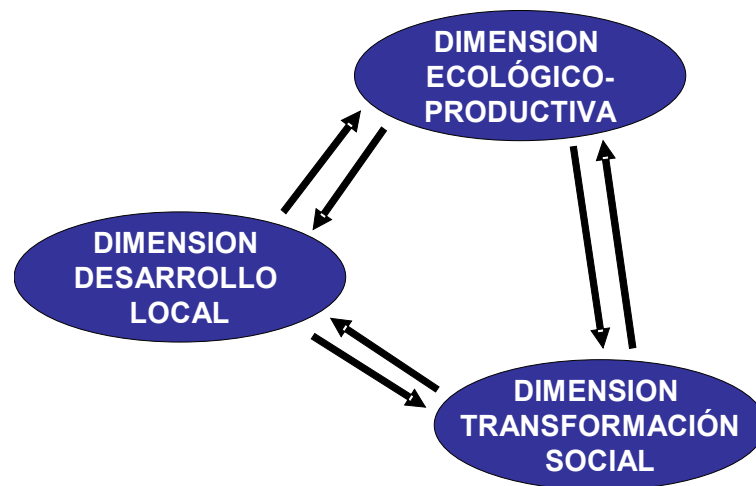 DIMENSION
ECOLÓGICO-
PRODUCTIVA
DIMENSION
DESARROLLO
LOCAL
DIMENSION
TRANSFORMACIÓN
SOCIAL